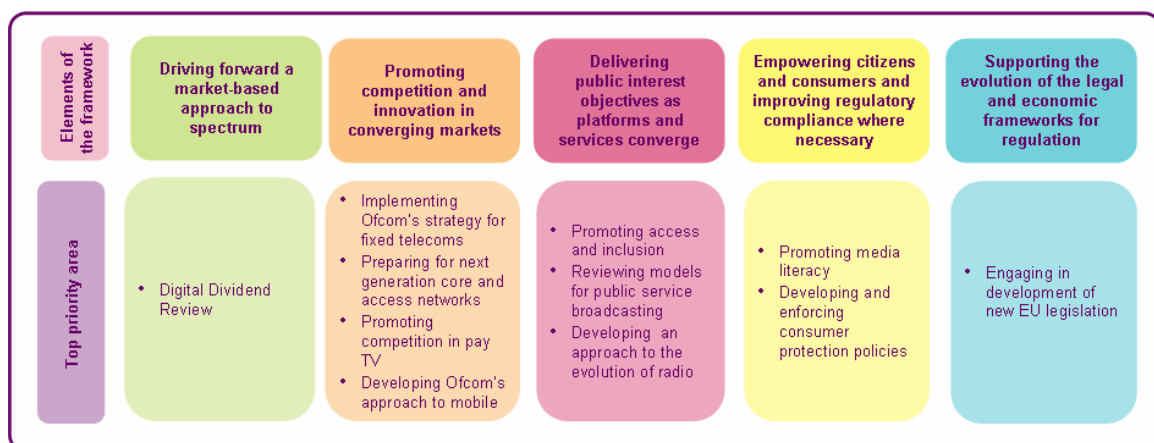 Elements of
the framework
Driving forward a
market-based
approach to
spectrum
Promoting
competition and
innovation in
converging markets
Delivering
public interest
objectives as
platforms and
services converge
Empowering citizens
and consumers and
improving regulatory
compliance where
necessary
Supporting the
evolution of the legal
and economic
frameworks for
regulation
Top priority area
• Digital Dividend
Review
• Implementing
Ofcom's strategy for
fixed telecoms
• Preparing for next
generation core and
access networks
• Promoting
competition in pay
TV
• Developing Ofcom's
approach to mobile
• Promoting access
and inclusion
• Reviewing models
for public service
broadcasting
• Developing an
approach to the
evolution of radio
• Promoting media
literacy
• Developing and
enforcing
consumer
protection policies
• Engaging in
development of
new EU legislation